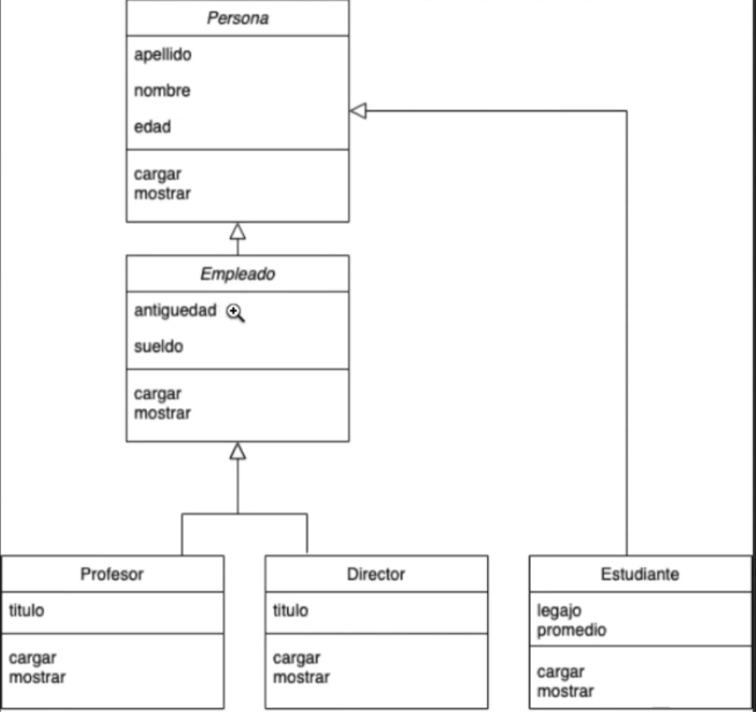 Persona
apellido
nombre
edad
cargar
mostrar
Empleado
antiguedad
sueldo
cargar
mostrar
Profesor
titulo
cargar
mostrar
Director
titulo
cargar
mostrar
Estudiante
legajo
promedio
cargar
mostrar